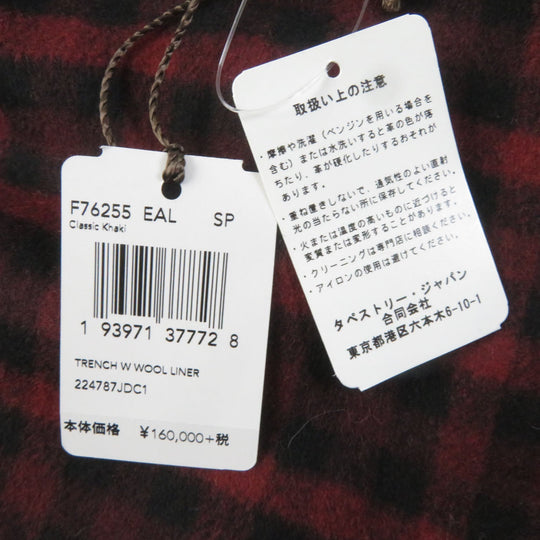 F76255 EAL SP
Classic Khaki
1 93971 37772 8
TRENCH W WOOL LINER
224787JDC1
本体価格 ¥160,000+税
取扱い上の注意
・摩擦や洗濯（ベンジンを用いる場合を
含む）または水洗いすると革の色が落
ちたり、革が硬化したりするおそれが
あります。
・重ね置きしないで、通気性のよい直射
光の当たらない所に保存してください。
・火または温度の高いものに近づけると
変質または変形することがあります。
・クリーニングは専門店に相談ください。
・アイロンの使用は避けてください。
タペストリー・ジャパン
合同会社
東京都港区六本木6-10-1